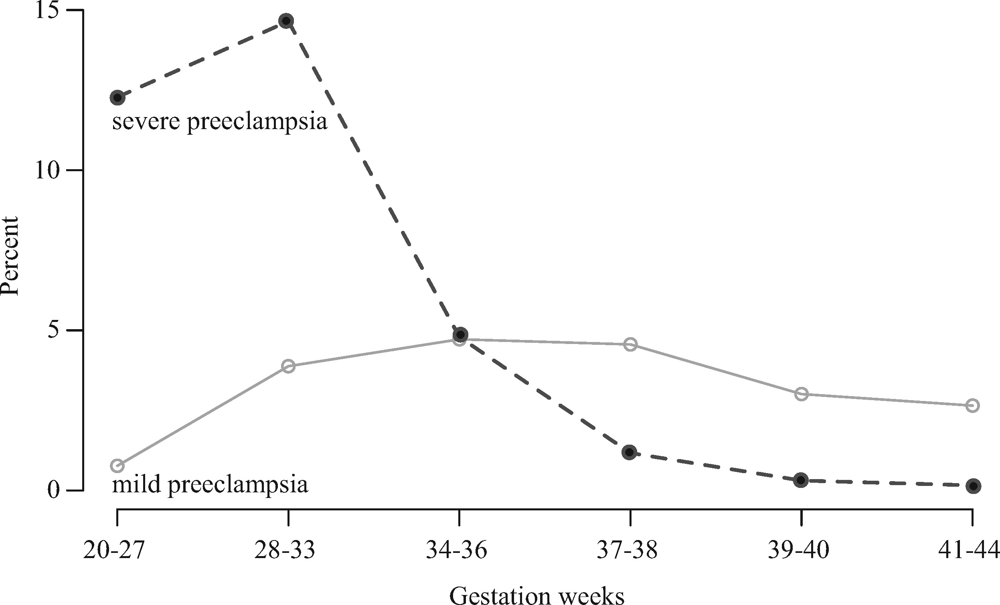 15
10
5
0
Percent
severe preeclampsia
mild preeclampsia
20-27 28-33 34-36 37-38 39-40 41-44
Gestation weeks